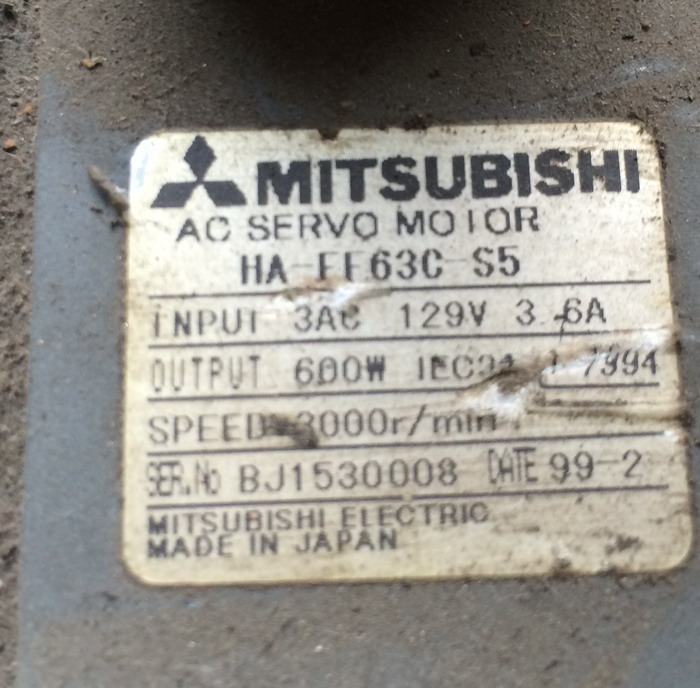 MITSUBISHI
AC SERVO MOTOR
HA-FF63C-S5
INPUT 3AC 129V 3.6A
OUTPUT 600W 1994
SPEED 3000r/min
SER.No BJ1530008 DATE 99-2
MITSUBISHI ELECTRIC
MADE IN JAPAN